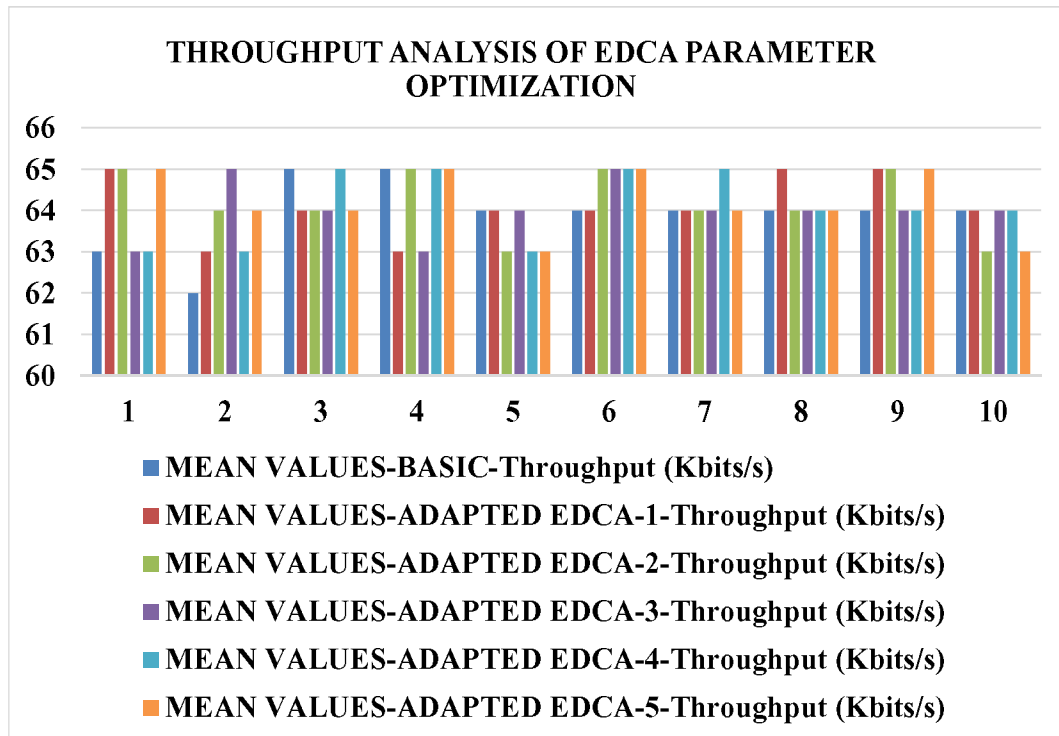 THROUGHPUT ANALYSIS OF EDCA PARAMETER
OPTIMIZATION
66
65
64
63
62
61
60
1 2 3 4 5 6 7 8 9 10
MEAN VALUES-BASIC-Throughput (Kbits/s)
MEAN VALUES-ADAPTED EDCA-1-Throughput (Kbits/s)
MEAN VALUES-ADAPTED EDCA-2-Throughput (Kbits/s)
MEAN VALUES-ADAPTED EDCA-3-Throughput (Kbits/s)
MEAN VALUES-ADAPTED EDCA-4-Throughput (Kbits/s)
MEAN VALUES-ADAPTED EDCA-5-Throughput (Kbits/s)